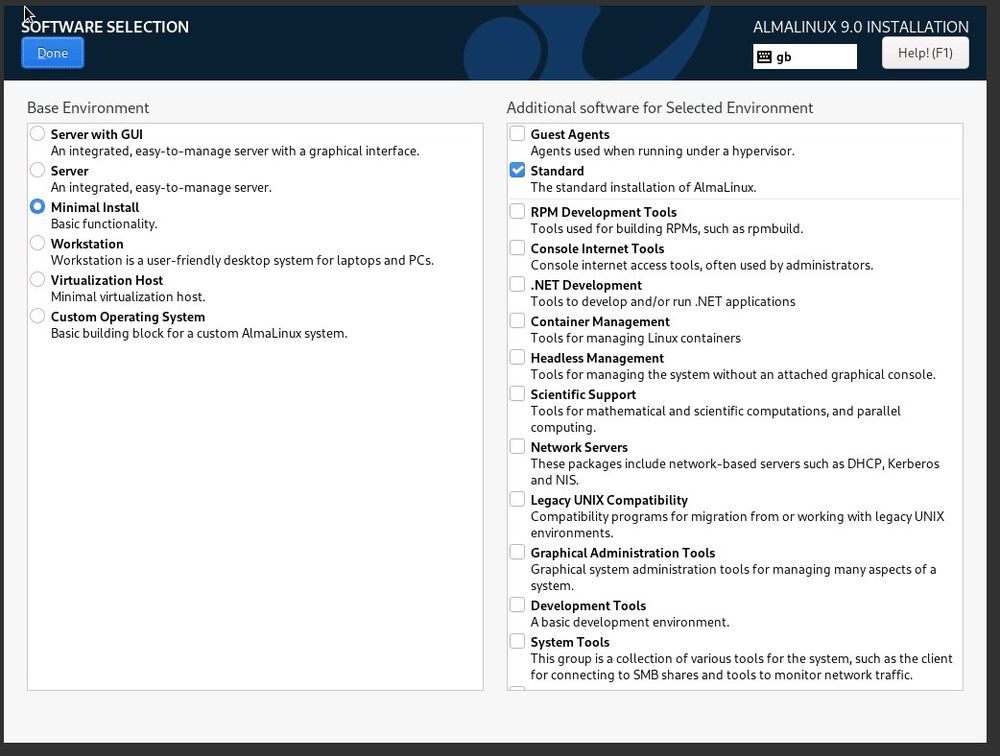 SOFTWARE SELECTION
Done
ALMALINUX 9.0 INSTALLATION
gb
Help! (F1)
Base Environment
Server with GUI
An integrated, easy-to-manage server with a graphical interface.
Server
An integrated, easy-to-manage server.
Minimal Install
Basic functionality.
Workstation
Workstation is a user-friendly desktop system for laptops and PCs.
Virtualization Host
Minimal virtualization host.
Custom Operating System
Basic building block for a custom AlmaLinux system.
Additional software for Selected Environment
Guest Agents
Agents used when running under a hypervisor.
Standard
The standard installation of AlmaLinux.
RPM Development Tools
Tools used for building RPMs, such as rpmbuild.
Console Internet Tools
Console internet access tools, often used by administrators.
.NET Development
Tools to develop and/or run .NET applications
Container Management
Tools for managing Linux containers
Headless Management
Tools for managing the system without an attached graphical console.
Scientific Support
Tools for mathematical and scientific computations, and parallel
computing.
Network Servers
These packages include network-based servers such as DHCP, Kerberos
and NIS.
Legacy UNIX Compatibility
Compatibility programs for migration from or working with legacy UNIX
environments.
Graphical Administration Tools
Graphical system administration tools for managing many aspects of a
system.
Development Tools
A basic development environment.
System Tools
This group is a collection of various tools for the system, such as the client
for connecting to SMB shares and tools to monitor network traffic.